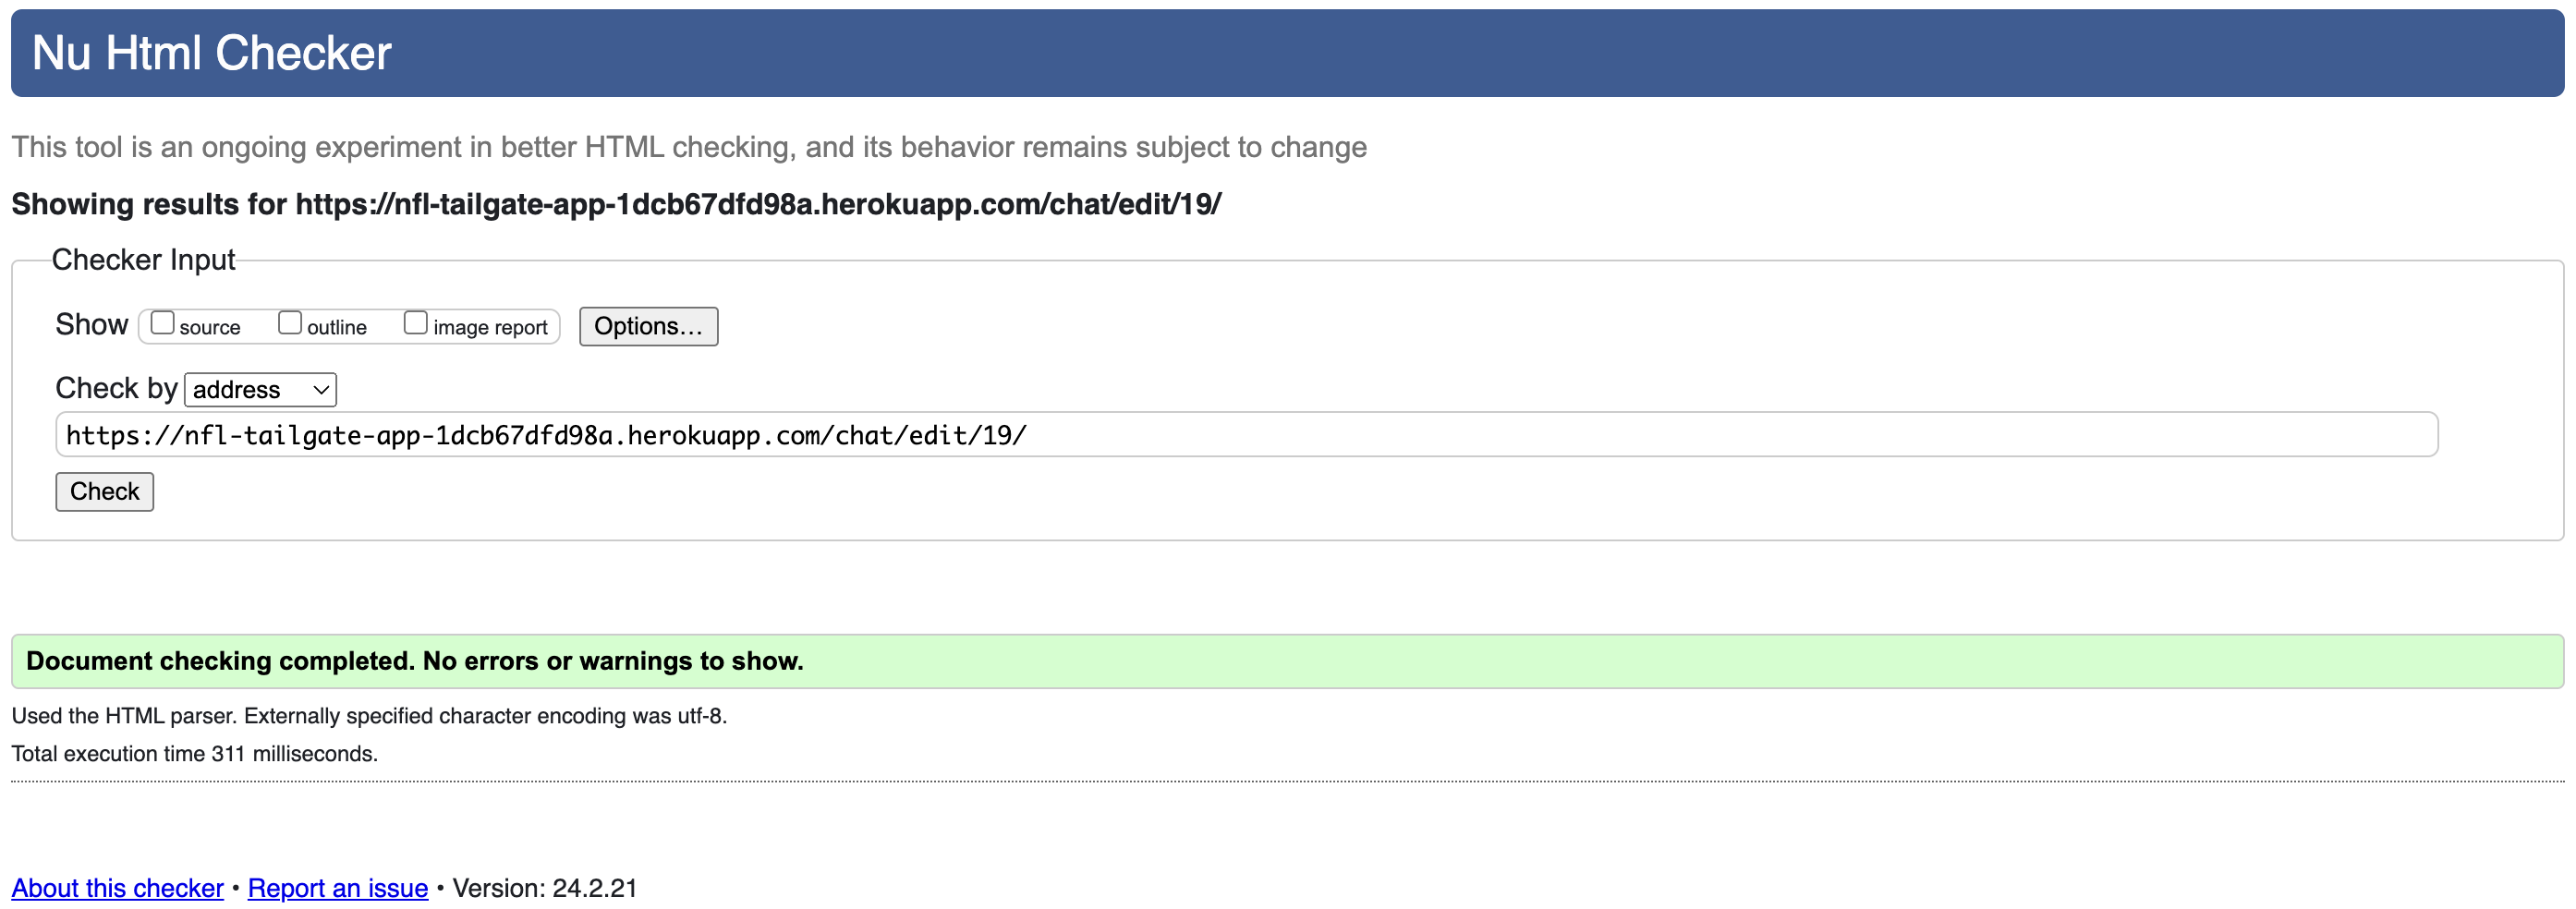 Nu Html Checker
This tool is an ongoing experiment in better HTML checking, and its behavior remains subject to change
Showing results for https://nfl-tailgate-app-1dcb67dfd98a.herokuapp.com/chat/edit/19/
Checker Input
Show source outline image report Options...
Check by address
https://nfl-tailgate-app-1dcb67dfd98a.herokuapp.com/chat/edit/19/
Check
Document checking completed. No errors or warnings to show.
Used the HTML parser. Externally specified character encoding was utf-8.
Total execution time 311 milliseconds.
About this checker • Report an issue • Version: 24.2.21